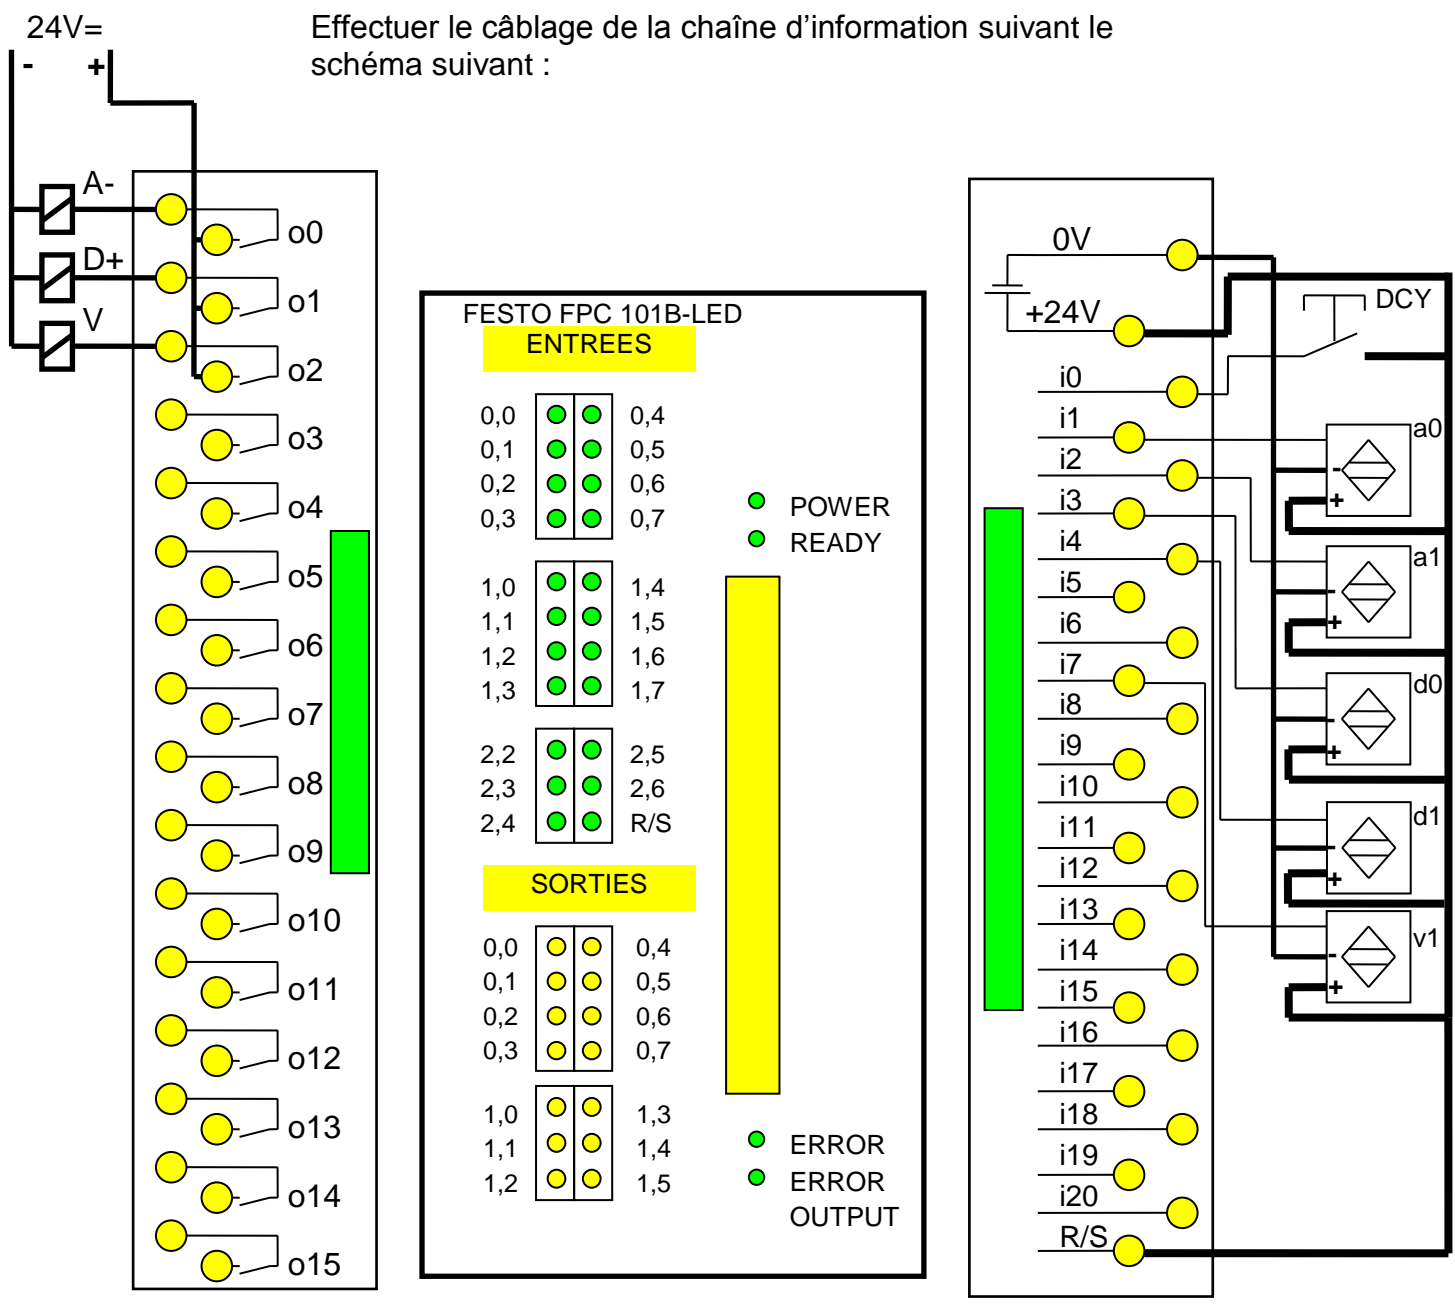 24V=
- +
Effectuer le câblage de la chaîne d'information suivant le
schéma suivant :
A-
D+
V
o0
o1
o2
o3
o4
o5
o6
o7
o8
o9
o10
o11
o12
o13
o14
o15
FESTO FPC 101B-LED
ENTREES
0,0 0,4
0,1 0,5
0,2 0,6
0,3 0,7
1,0 1,4
1,1 1,5
1,2 1,6
1,3 1,7
2,2 2,5
2,3 2,6
2,4 R/S
POWER
READY
SORTIES
0,0 0,4
0,1 0,5
0,2 0,6
0,3 0,7
1,0 1,3
1,1 1,4
1,2 1,5
ERROR
ERROR
OUTPUT
0V
+24V
i0
i1
i2
i3
i4
i5
i6
i7
i8
i9
i10
i11
i12
i13
i14
i15
i16
i17
i18
i19
i20
R/S
DCY
a0
-
+
a1
-
+
d0
-
+
d1
-
+
v1
-
+